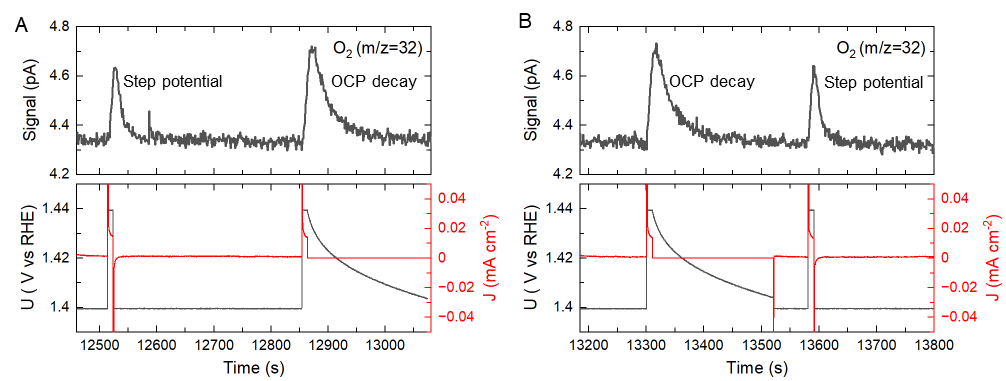 A
O₂ (m/z=32)
Step potential
OCP decay
Signal (pA)
4.8
4.6
4.4
4.2
U ( V vs RHE)
1.44
1.42
1.4
0.04
0.02
0
−0.02
−0.04
J (mA cm⁻²)
12500 12600 12700 12800 12900 13000
Time (s)
B
O₂ (m/z=32)
OCP decay
Step potential
Signal (pA)
4.8
4.6
4.4
4.2
U ( V vs RHE)
1.44
1.42
1.4
0.04
0.02
0
−0.02
−0.04
J (mA cm⁻²)
13200 13300 13400 13500 13600 13700 13800
Time (s)